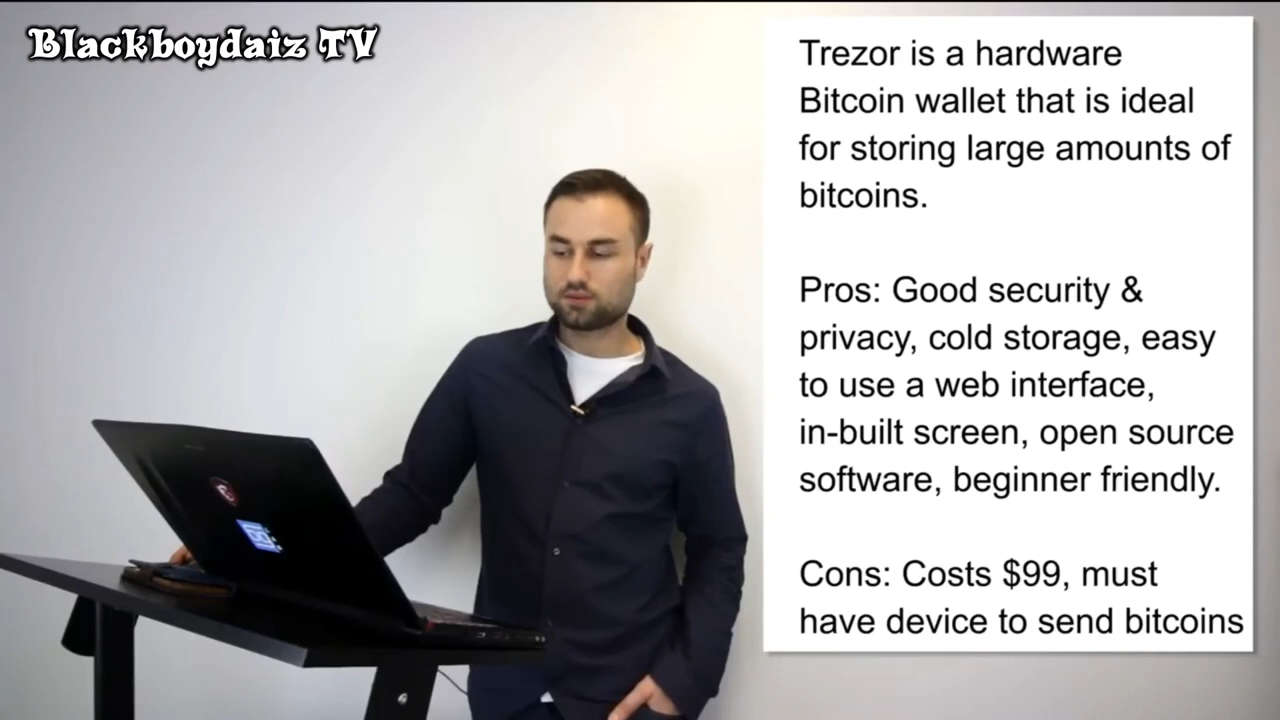 Blackboydaiz TV
Trezor is a hardware
Bitcoin wallet that is ideal
for storing large amounts of
bitcoins.
Pros: Good security &
privacy, cold storage, easy
to use a web interface,
in-built screen, open source
software, beginner friendly.
Cons: Costs $99, must
have device to send bitcoins